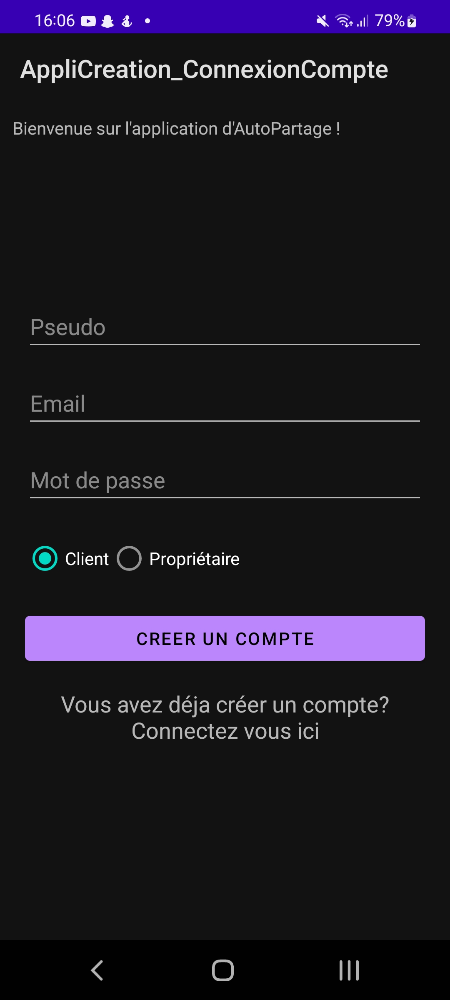 16:06 79%
AppliCreation_ConnexionCompte
Bienvenue sur l'application d'AutoPartage !
Pseudo
Email
Mot de passe
Client Propriétaire
CREER UN COMPTE
Vous avez déja créer un compte?
Connectez vous ici